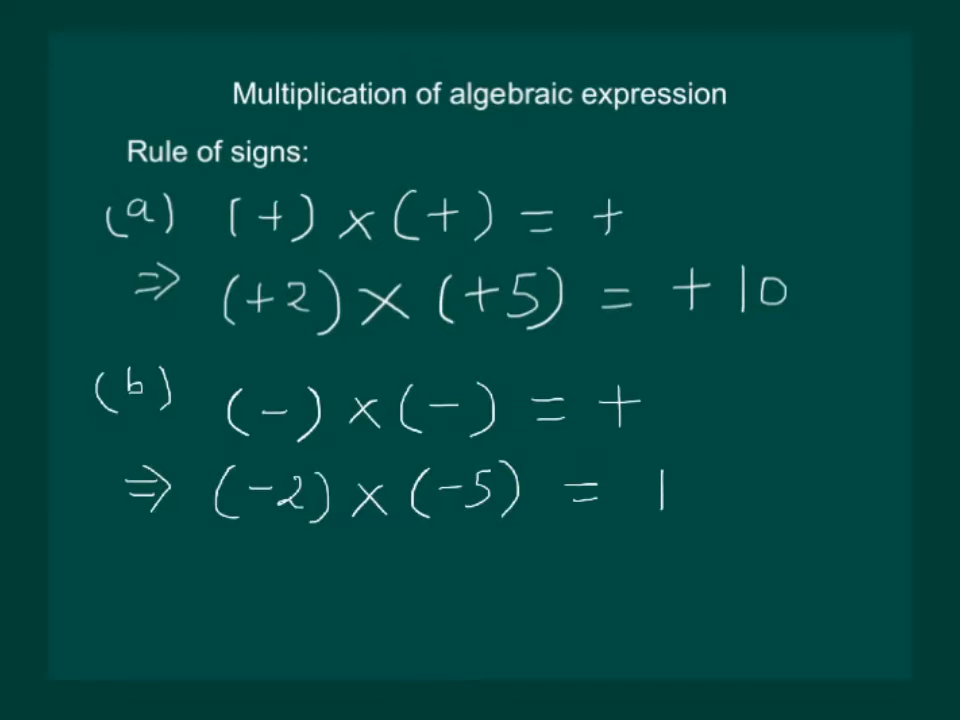 Multiplication of algebraic expression
Rule of signs:
(a) (+) × (+) = +
⇒ (+2) × (+5) = + 10
(b) (-) × (-) = +
⇒ (-2) × (-5) = 1